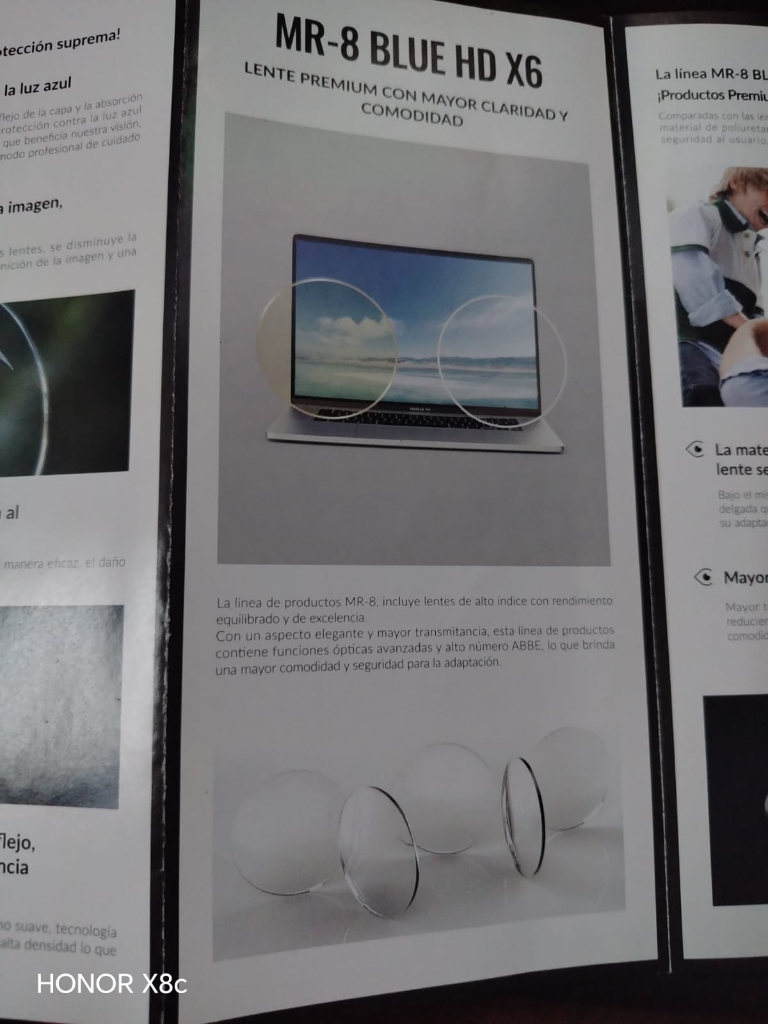 otección suprema!
la luz azul
flejo de la capa y la absorción
rotección contra la luz azul
que beneficia nuestra visión.
modo profesional de cuidado
a imagen,
s lentes, se disminuye la
nición de la imagen y una
al
manera eficaz, el daño
flejo,
ncia
no suave, tecnología
alta densidad lo que
MR-8 BLUE HD X6
LENTE PREMIUM CON MAYOR CLARIDAD Y
COMODIDAD
La línea de productos MR-8, incluye lentes de alto índice con rendimiento
equilibrado y de excelencia.
Con un aspecto elegante y mayor transmitancia, esta línea de productos
contiene funciones ópticas avanzadas y alto número ABBE, lo que brinda
una mayor comodidad y seguridad para la adaptación.
La línea MR-8 BL
¡Productos Premiu
Comparadas con las len
material de poliuretan
seguridad al usuario.
La mate
lente se
Bajo el mis
delgada qu
su adapta
Mayor
Mayor t
reducien
comodid
HONOR X8c